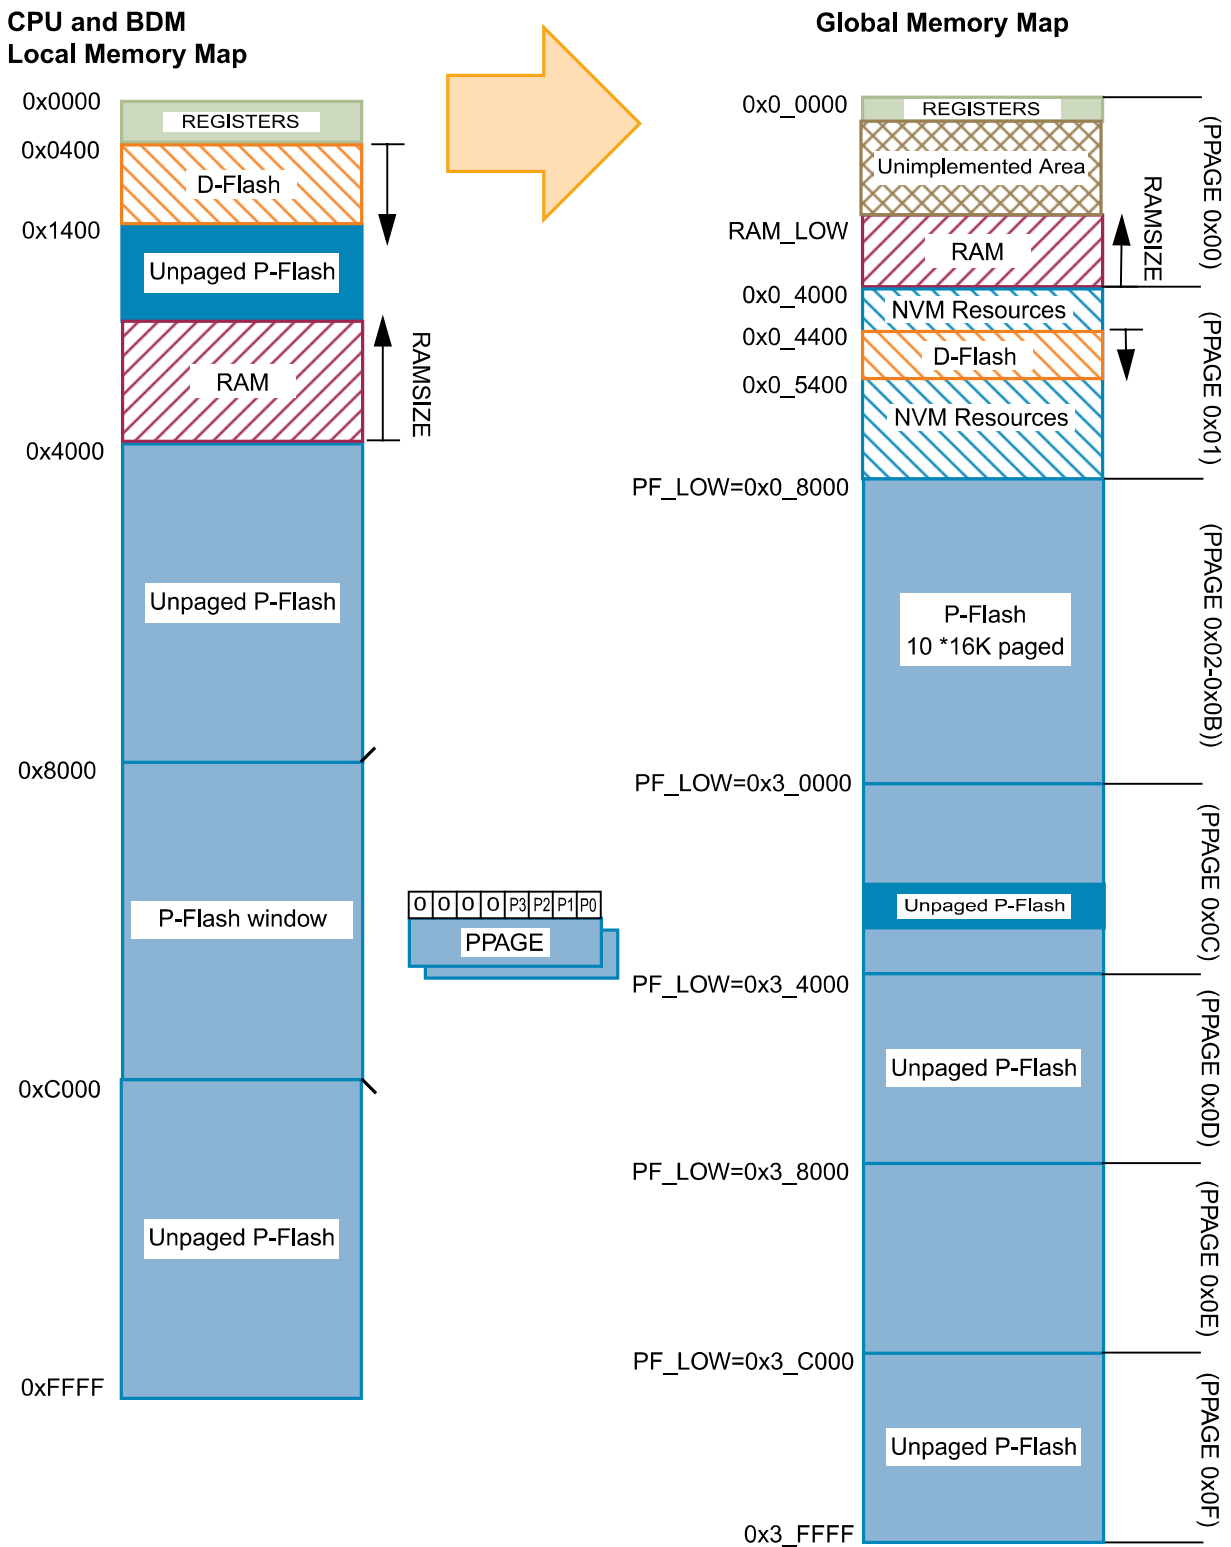 CPU and BDM
Local Memory Map
0x0000
REGISTERS
0x0400
D-Flash
0x1400
Unpaged P-Flash
RAM
RAMSIZE
0x4000
Unpaged P-Flash
0x8000
P-Flash window
0xC000
Unpaged P-Flash
0xFFFF
0 0 0 0 P3 P2 P1 P0
PPAGE
Global Memory Map
0x0_0000
REGISTERS
Unimplemented Area
(PPAGE 0x00)
RAM_LOW
RAM
RAMSIZE
0x0_4000
NVM Resources
0x0_4400
D-Flash
0x0_5400
NVM Resources
(PPAGE 0x01)
PF_LOW=0x0_8000
P-Flash
10 *16K paged
(PPAGE 0x02-0x0B))
PF_LOW=0x3_0000
Unpaged P-Flash
(PPAGE 0x0C)
PF_LOW=0x3_4000
Unpaged P-Flash
(PPAGE 0x0D)
PF_LOW=0x3_8000
(PPAGE 0x0E)
PF_LOW=0x3_C000
Unpaged P-Flash
(PPAGE 0x0F)
0x3_FFFF